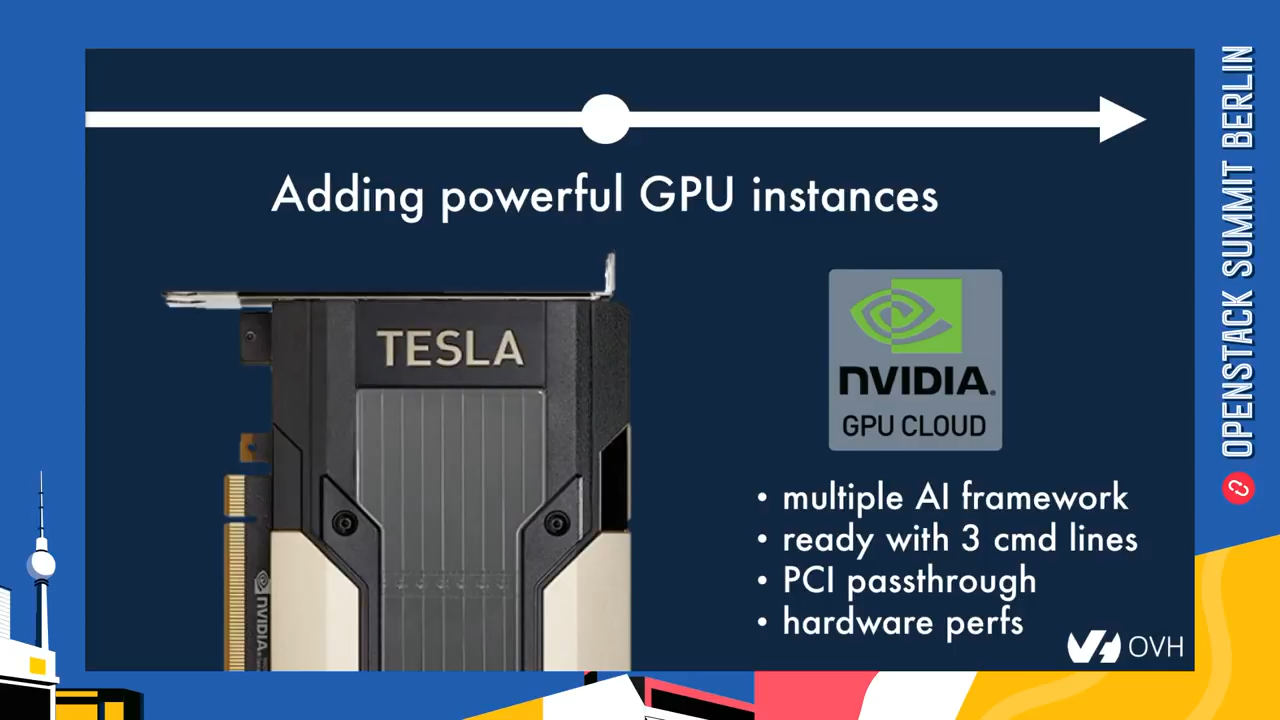 Adding powerful GPU instances
TESLA
NVIDIA
NVIDIA.
GPU CLOUD
• multiple AI framework
• ready with 3 cmd lines
• PCI passthrough
• hardware perfs
OVH
OPENSTACK SUMMIT BERLIN